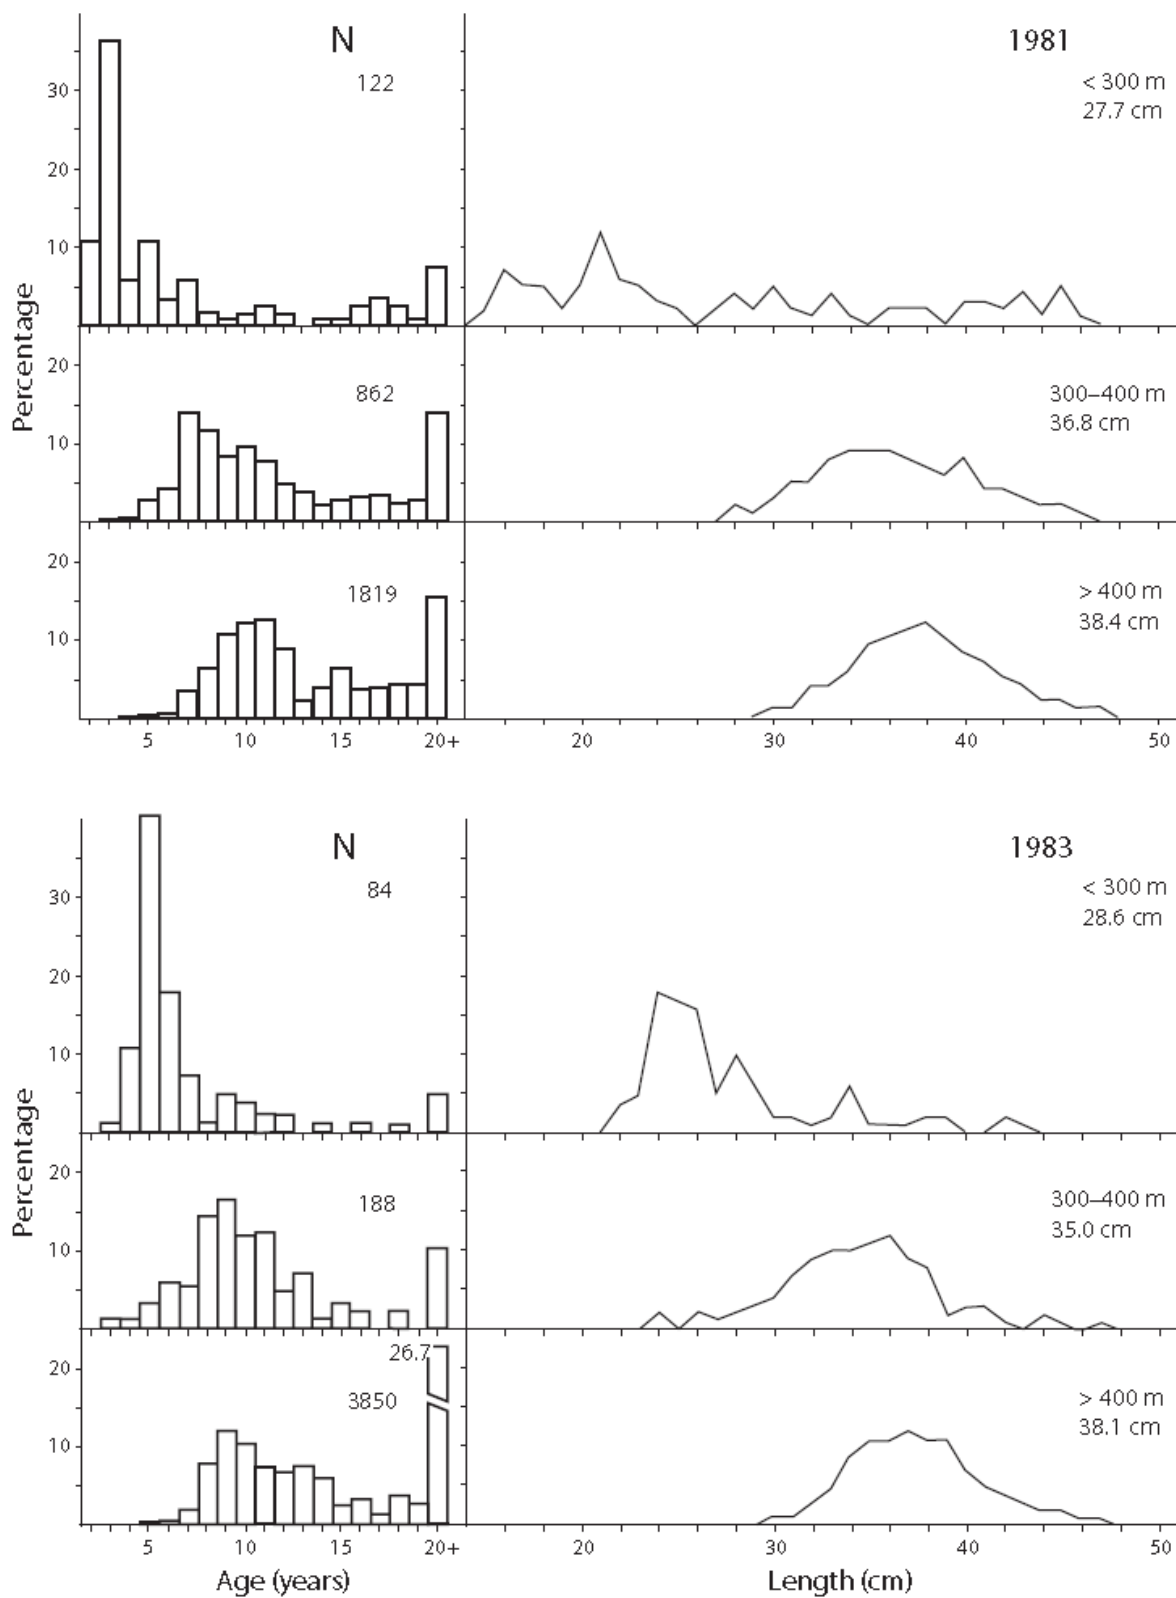 N
1981
122
< 300 m
27.7 cm
30
20
10
Percentage
862
300–400 m
36.8 cm
20
10
1819
> 400 m
38.4 cm
20
10
5 10 15 20+ 20 30 40 50
N
1983
84
< 300 m
28.6 cm
30
20
10
Percentage
188
300–400 m
35.0 cm
20
10
26.7
3850
> 400 m
38.1 cm
20
10
5 10 15 20+ 20 30 40 50
Age (years) Length (cm)